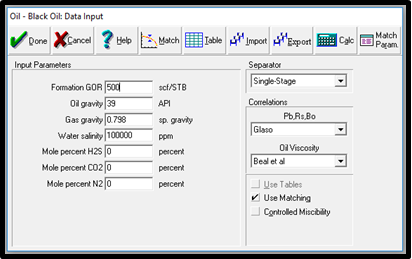 Oil - Black Oil: Data Input
Done Cancel Help Match Table Import Export Calc Match Param.
Input Parameters
Formation GOR 500 scf/STB
Oil gravity 39 API
Gas gravity 0.798 sp. gravity
Water salinity 100000 ppm
Mole percent H2S 0 percent
Mole percent CO2 0 percent
Mole percent N2 0 percent
Separator
Single-Stage
Correlations
Pb,Rs,Bo
Glaso
Oil Viscosity
Beal et al
Use Tables
Use Matching
Controlled Miscibility